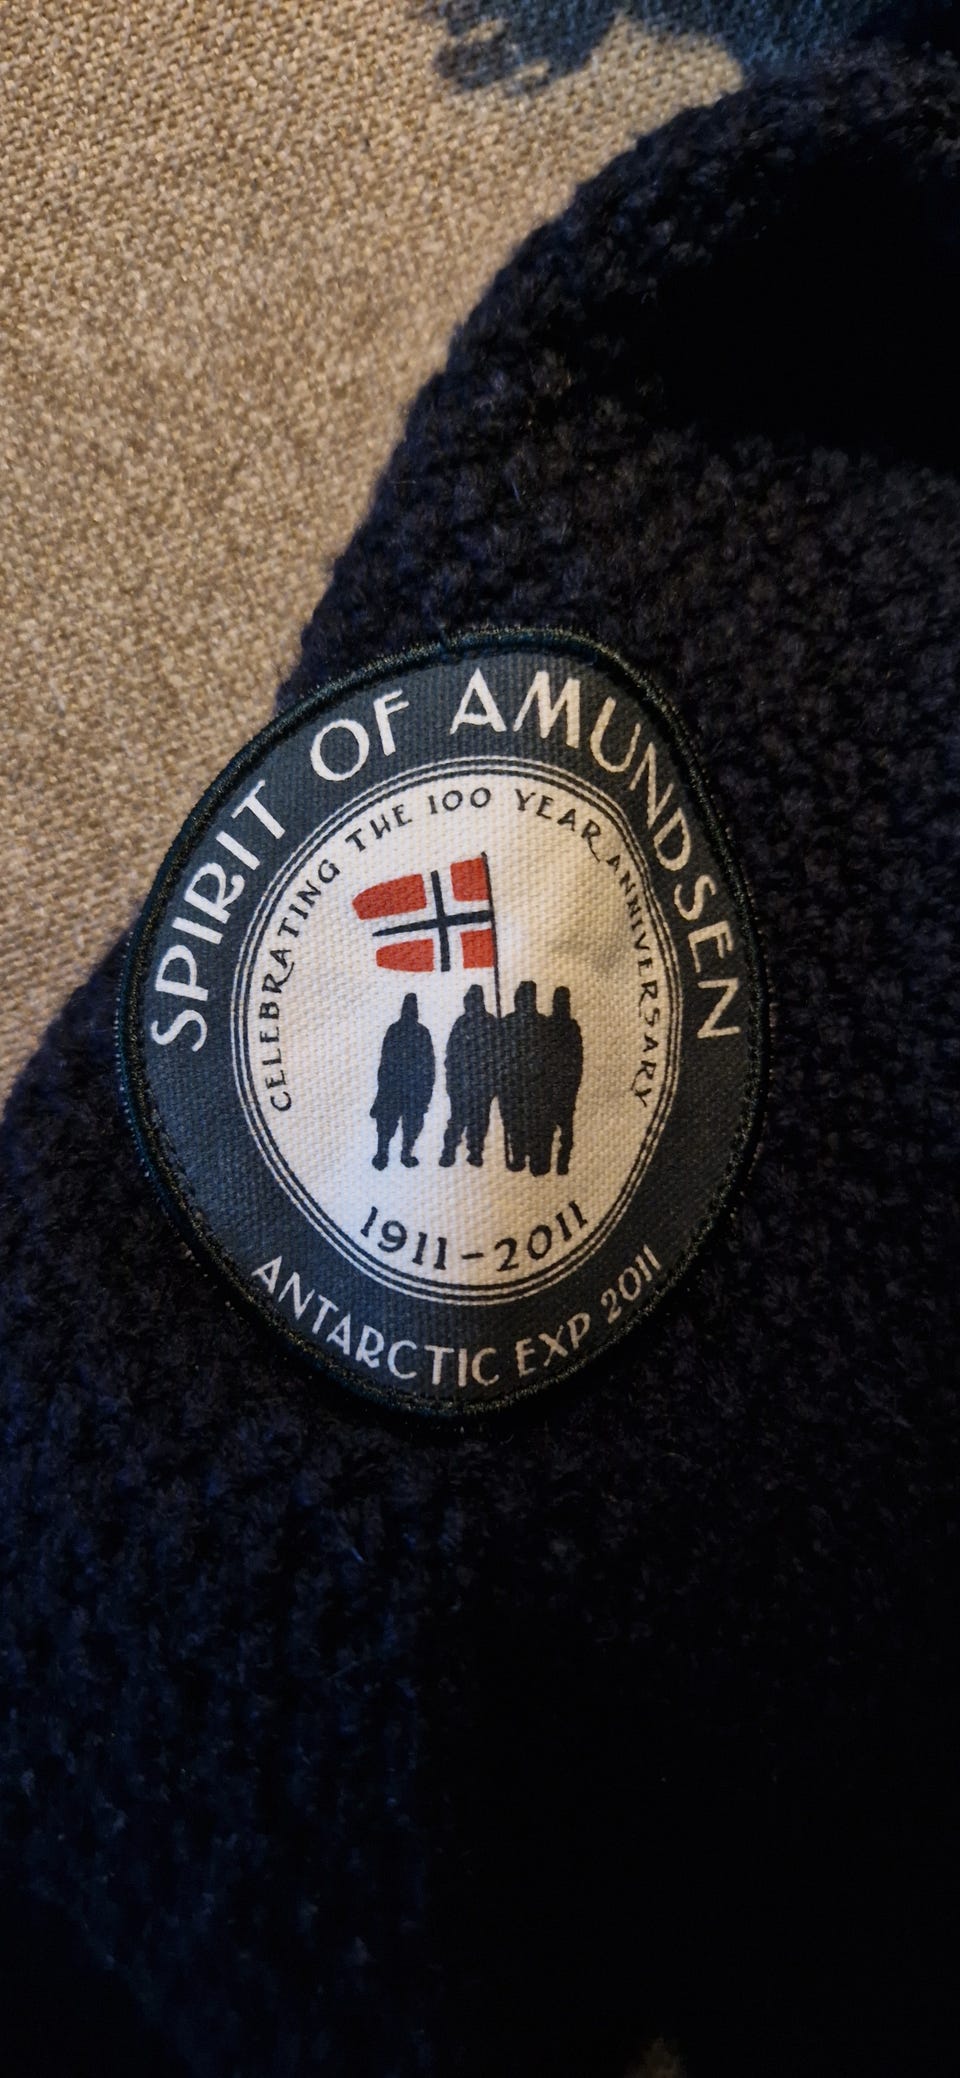 SPIRIT OF AMUNDSEN
CELEBRATING THE 100 YEAR ANNIVERSARY
1911-2011
ANTARCTIC EXP 2011